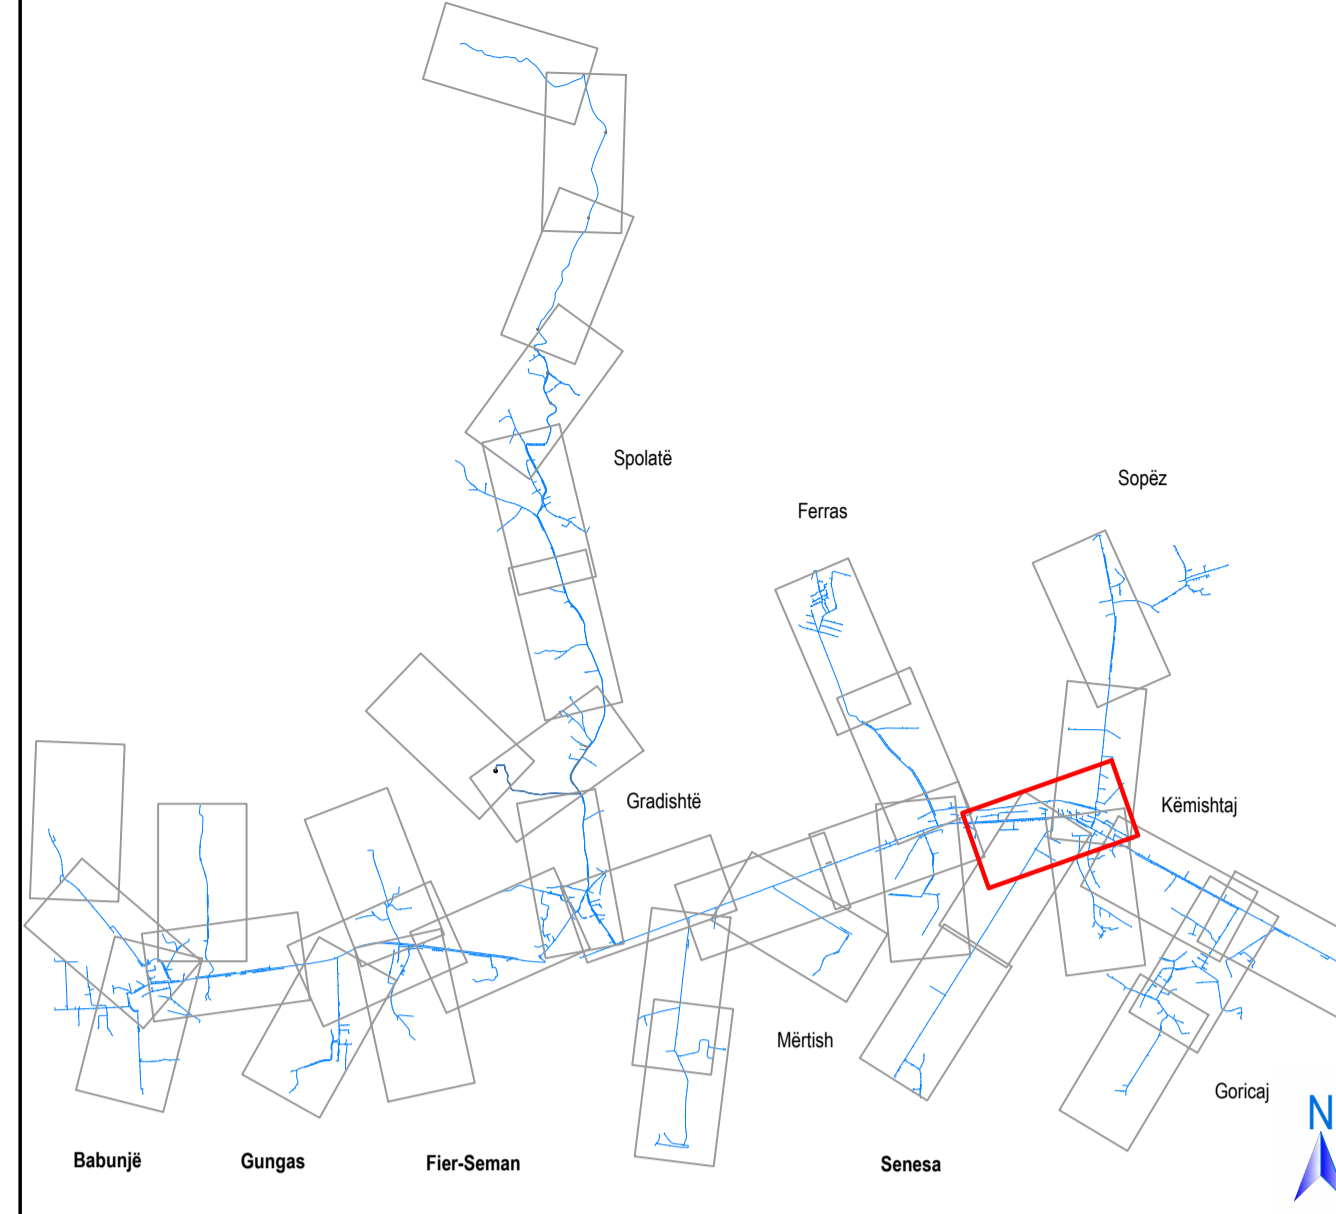 Spolatë
Sopëz
Ferras
Gradishtë
Këmishtaj
Mërtish
Goricaj
N
Babunjë
Gungas
Fier-Seman
Senesa